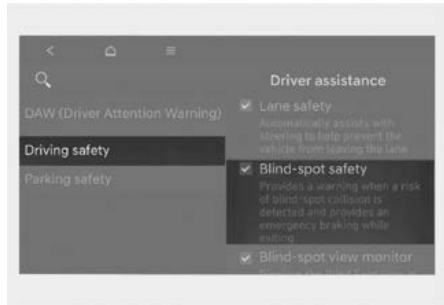 Driver assistance
DAW (Driver Attention Warning)
Driving safety
Parking safety
Lane safety
Automatically assists with
steering to help prevent the
vehicle from leaving the lane
Blind-spot safety
Provides a warning when a risk
of blind-spot collision is
detected and provides an
emergency braking while
exiting.
Blind-spot view monitor